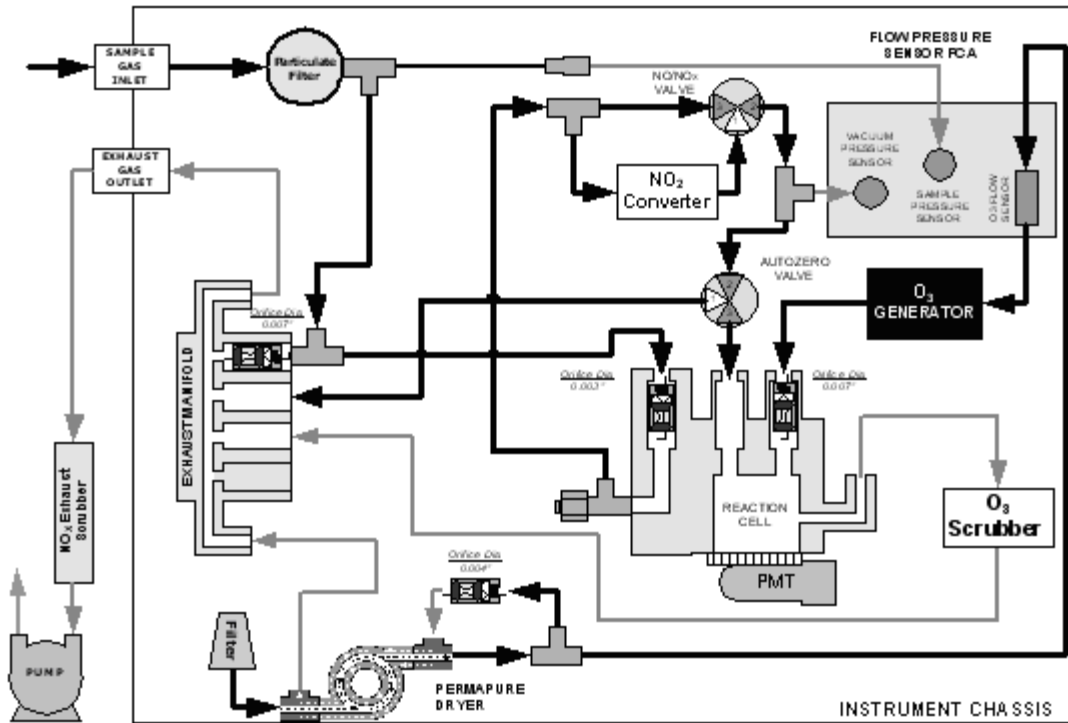 SAMPLE
GAS
INLET
Particulate
Filter
FLOW PRESSURE
SENSOR PCA
NO/NOx
VALVE
EXHAUST
GAS
OUTLET
NO2
Converter
VACUUM
PRESSURE
SENSOR
SAMPLE
PRESSURE
SENSOR
O3 FLOW
SENSOR
AUTOZERO
VALVE
O3
GENERATOR
Orifice Dia.
0.007"
Orifice Dia.
0.003"
Orifice Dia.
0.007"
EXHAUST MANIFOLD
NOx Exhaust
Scrubber
REACTION
CELL
O3
Scrubber
PMT
Orifice Dia.
0.004"
Filter
PUMP
PERMAPURE
DRYER
INSTRUMENT CHASSIS